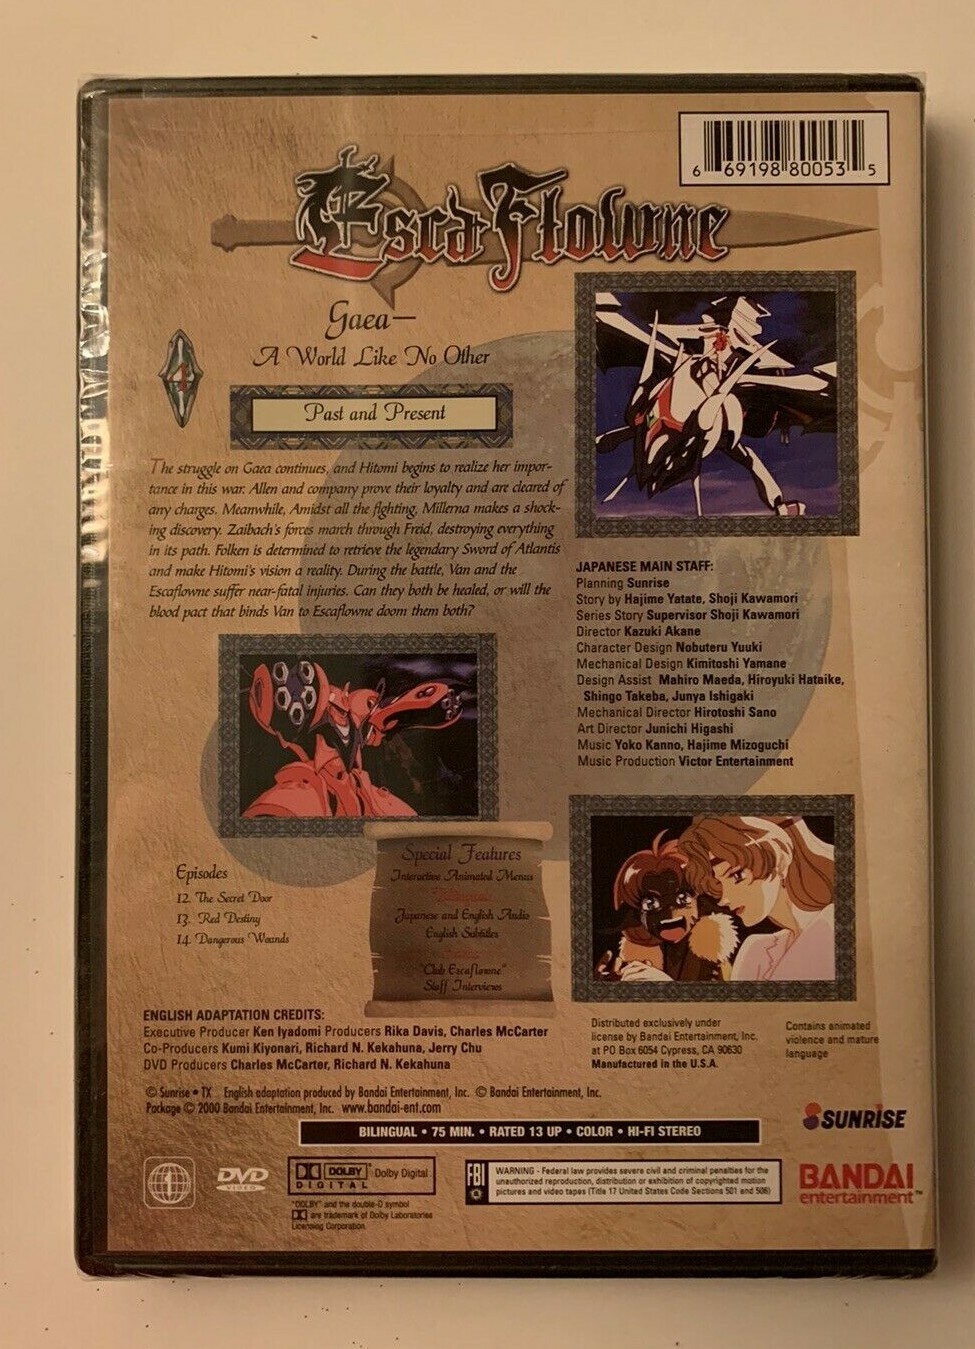 6 69198 80053 5
EscaFlowne
Gaea—
A World Like No Other
4
Past and Present
The struggle on Gaea continues, and Hitomi begins to realize her impor-
tance in this war. Allen and company prove their loyalty and are cleared of
any charges. Meanwhile, Amidst all the fighting, Millerna makes a shock-
ing discovery. Zaibach's forces march through Freid, destroying everything
in its path. Folken is determined to retrieve the legendary Sword of Atlantis
and make Hitomi's vision a reality. During the battle, Van and the
Escaflowne suffer near-fatal injuries. Can they both be healed, or will the
blood pact that binds Van to Escaflowne doom them both?
JAPANESE MAIN STAFF:
Planning Sunrise
Story by Hajime Yatate, Shoji Kawamori
Series Story Supervisor Shoji Kawamori
Director Kazuki Akane
Character Design Nobuteru Yuuki
Mechanical Design Kimitoshi Yamane
Design Assist Mahiro Maeda, Hiroyuki Hataike,
Shingo Takeba, Junya Ishigaki
Mechanical Director Hirotoshi Sano
Art Director Junichi Higashi
Music Yoko Kanno, Hajime Mizoguchi
Music Production Victor Entertainment
Episodes
12. The Secret Door
13. Red Destiny
14. Dangerous Wounds
Special Features
Interactive Animated Menus
Japanese and English Audio
English Subtitles
"Club Escaflowne"
Staff Interviews
ENGLISH ADAPTATION CREDITS:
Executive Producer Ken Iyadomi Producers Rika Davis, Charles McCarter
Co-Producers Kumi Kiyonari, Richard N. Kekahuna, Jerry Chu
DVD Producers Charles McCarter, Richard N. Kekahuna
Distributed exclusively under
license by Bandai Entertainment, Inc.
at PO Box 6054 Cypress, CA 90630
Manufactured in the U.S.A.
Contains animated
violence and mature
language
© Sunrise • TX English adaptation produced by Bandai Entertainment, Inc. © Bandai Entertainment, Inc.
Package © 2000 Bandai Entertainment, Inc. www.bandai-ent.com
SUNRISE
BILINGUAL • 75 MIN. • RATED 13 UP • COLOR • HI-FI STEREO
1
DVD
VIDEO
DOLBY
DIGITAL
Dolby Digital
"DOLBY" and the double-D symbol
are trademark of Dolby Laboratories
Licensing Corporation.
FBI
WARNING - Federal law provides severe civil and criminal penalties for the
unauthorized reproduction, distribution or exhibition of copyrighted motion
pictures and video tapes (Title 17 United States Code Sections 501 and 506)
BANDAI
entertainment™